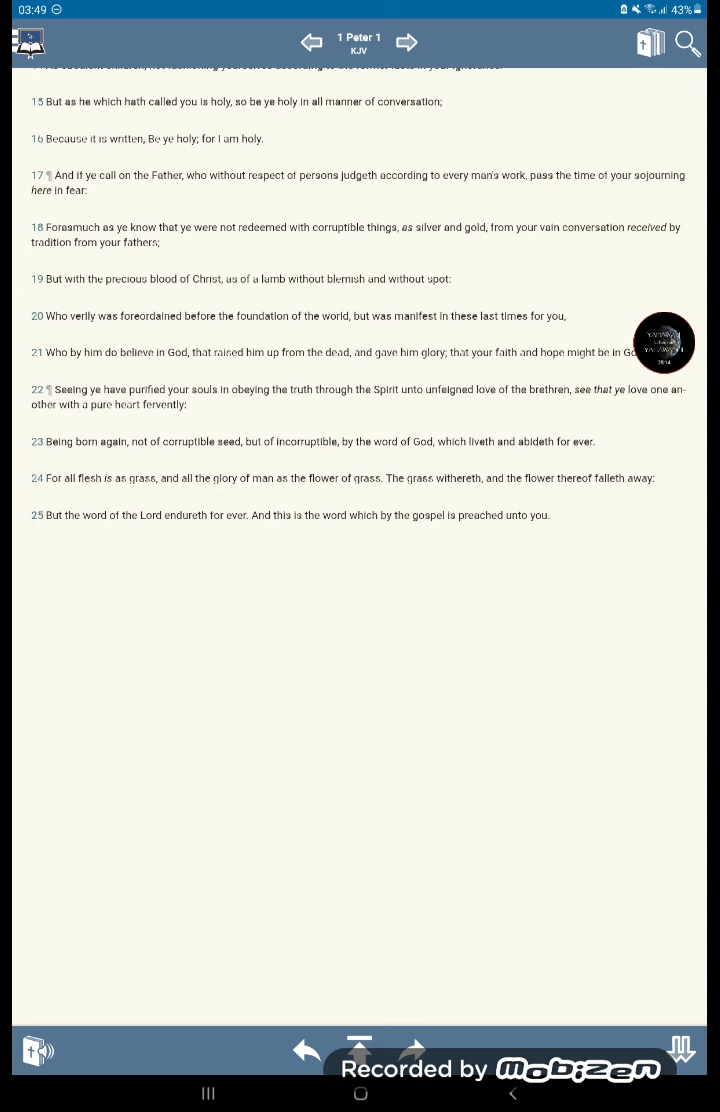 03:49
43%
1 Peter 1
KJV
15 But as he which hath called you is holy, so be ye holy in all manner of conversation;
16 Because it is written, Be ye holy; for I am holy.
17 ¶ And if ye call on the Father, who without respect of persons judgeth according to every man's work, pass the time of your sojourning
here in fear:
18 Forasmuch as ye know that ye were not redeemed with corruptible things, as silver and gold, from your vain conversation received by
tradition from your fathers;
19 But with the precious blood of Christ, as of a lamb without blemish and without spot:
20 Who verily was foreordained before the foundation of the world, but was manifest in these last times for you,
21 Who by him do believe in God, that raised him up from the dead, and gave him glory; that your faith and hope might be in
22 ¶ Seeing ye have purified your souls in obeying the truth through the Spirit unto unfeigned love of the brethren, see that ye love one an-
other with a pure heart fervently:
23 Being born again, not of corruptible seed, but of incorruptible, by the word of God, which liveth and abideth for ever.
24 For all flesh is as grass, and all the glory of man as the flower of grass. The grass withereth, and the flower thereof falleth away:
25 But the word of the Lord endureth for ever. And this is the word which by the gospel is preached unto you.
Recorded by Mobizen